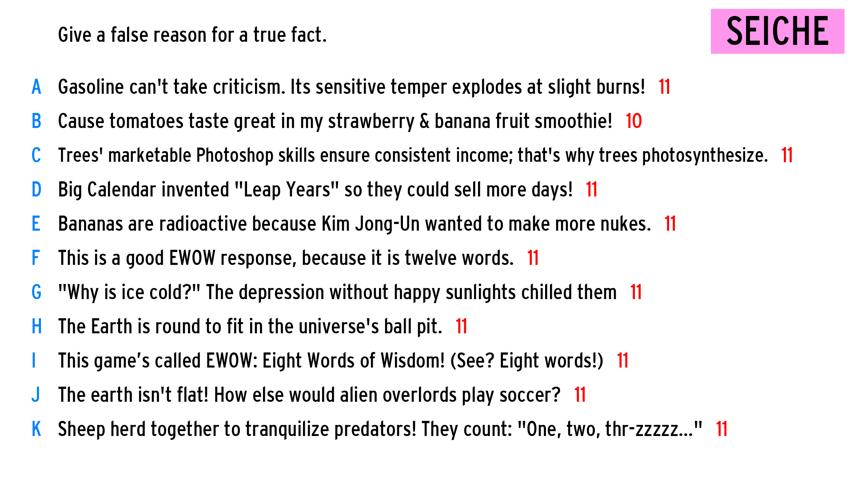 Give a false reason for a true fact.
SEICHE
A Gasoline can't take criticism. Its sensitive temper explodes at slight burns! 11
B Cause tomatoes taste great in my strawberry & banana fruit smoothie! 10
C Trees' marketable Photoshop skills ensure consistent income; that's why trees photosynthesize. 11
D Big Calendar invented "Leap Years" so they could sell more days! 11
E Bananas are radioactive because Kim Jong-Un wanted to make more nukes. 11
F This is a good EWOW response, because it is twelve words. 11
G "Why is ice cold?" The depression without happy sunlights chilled them 11
H The Earth is round to fit in the universe's ball pit. 11
I This game’s called EWOW: Eight Words of Wisdom! (See? Eight words!) 11
J The earth isn't flat! How else would alien overlords play soccer? 11
K Sheep herd together to tranquilize predators! They count: "One, two, thr-zzzzz..." 11